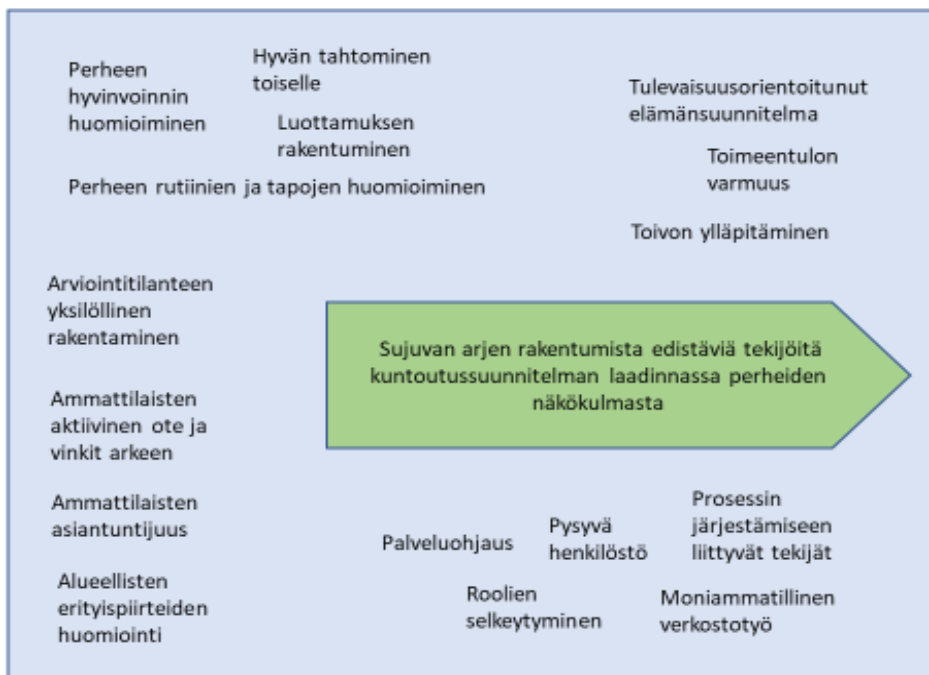 Perheen
hyvinvoinnin
huomioiminen
Hyvän tahtominen
toiselle
Luottamuksen
rakentuminen
Perheen rutiinien ja tapojen huomioiminen
Tulevaisuusorientoitunut
elämänsuunnitelma
Toimeentulon
varmuus
Toivon ylläpitäminen
Arviointitilanteen
yksilöllinen
rakentaminen
Ammattilaisten
aktiivinen ote ja
vinkit arkeen
Ammattilaisten
asiantuntijuus
Alueellisten
erityispiirteiden
huomiointi
Sujuvan arjen rakentumista edistäviä tekijöitä
kuntoutussuunnitelman laadinnassa perheiden
näkökulmasta
Palveluohjaus
Pysyvä
henkilöstö
Prosessin
järjestämiseen
liittyvät tekijät
Roolien
selkeytyminen
Moniammatillinen
verkostotyö